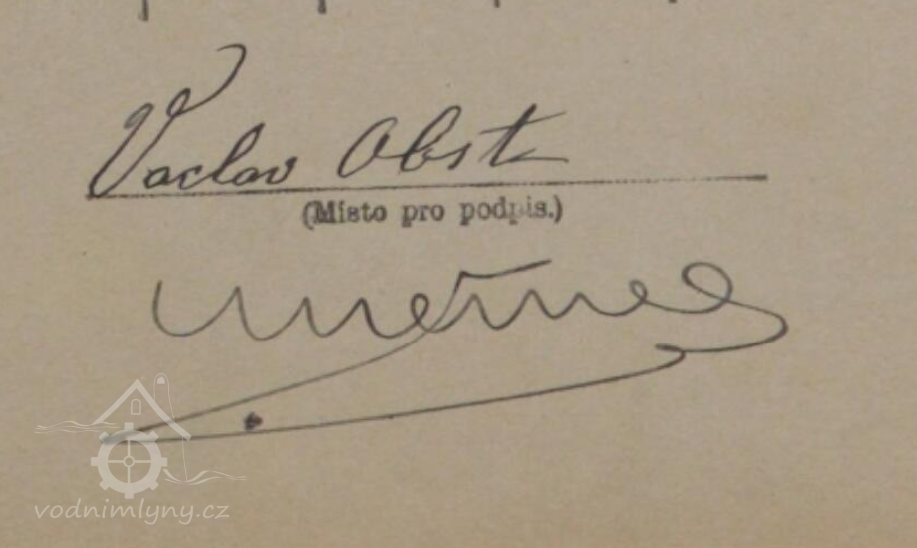 Vaclav Obst
(Místo pro podpis.)
vodnimlyny.cz